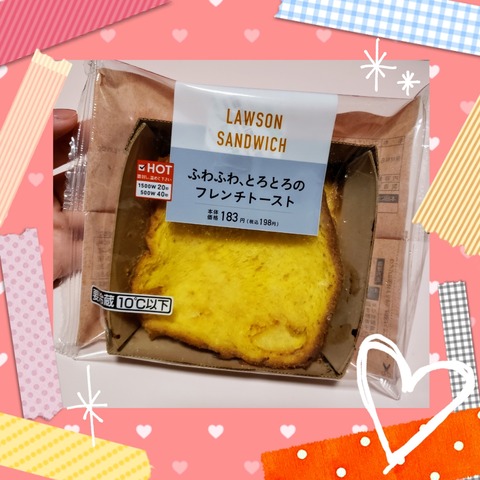 LAWSON
SANDWICH
ふわふわ、とろとろの
フレンチトースト
本体
価格 183円(税込198円)
HOT
1500W 20秒
500W 40秒
要冷蔵 10℃以下